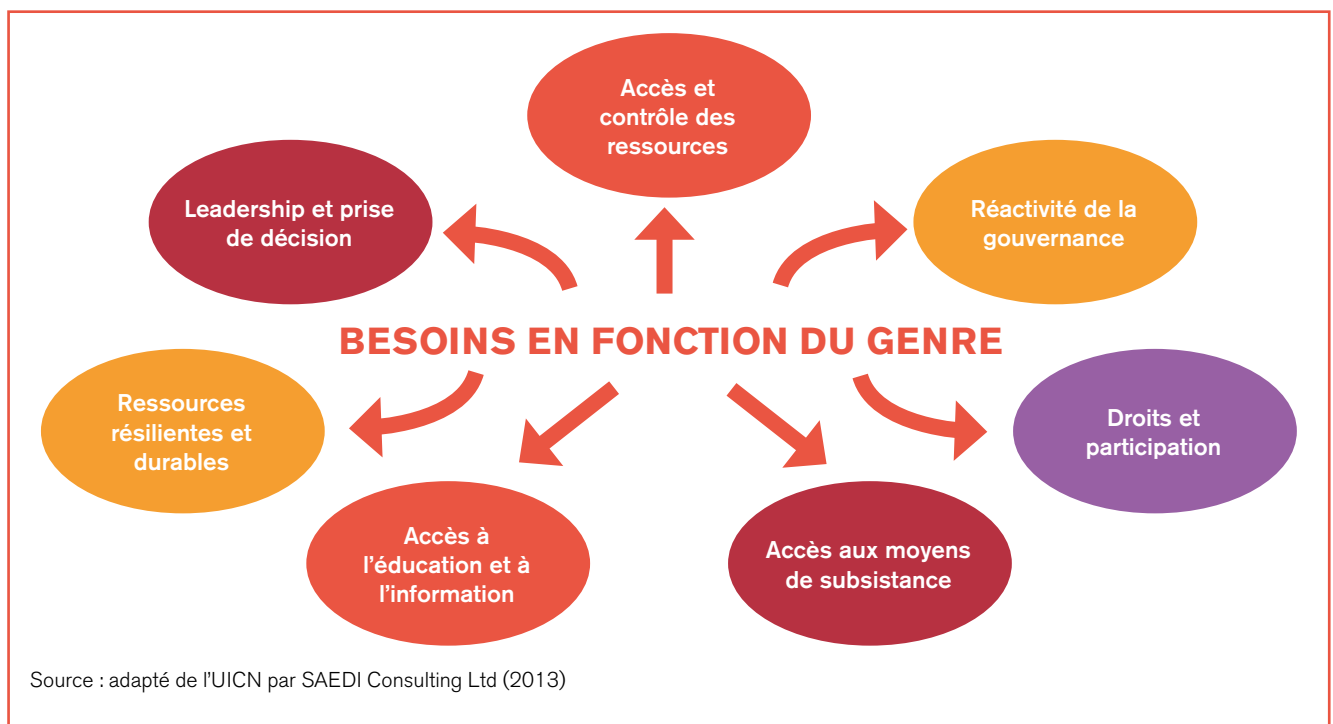 Accès et
contrôle des
ressources
Leadership et prise
de décision
Réactivité de la
gouvernance
BESOINS EN FONCTION DU GENRE
Ressources
résilientes et
durables
Droits et
participation
Accès à
l'éducation et à
l'information
Accès aux moyens
de subsistance
Source : adapté de l'UICN par SAEDI Consulting Ltd (2013)